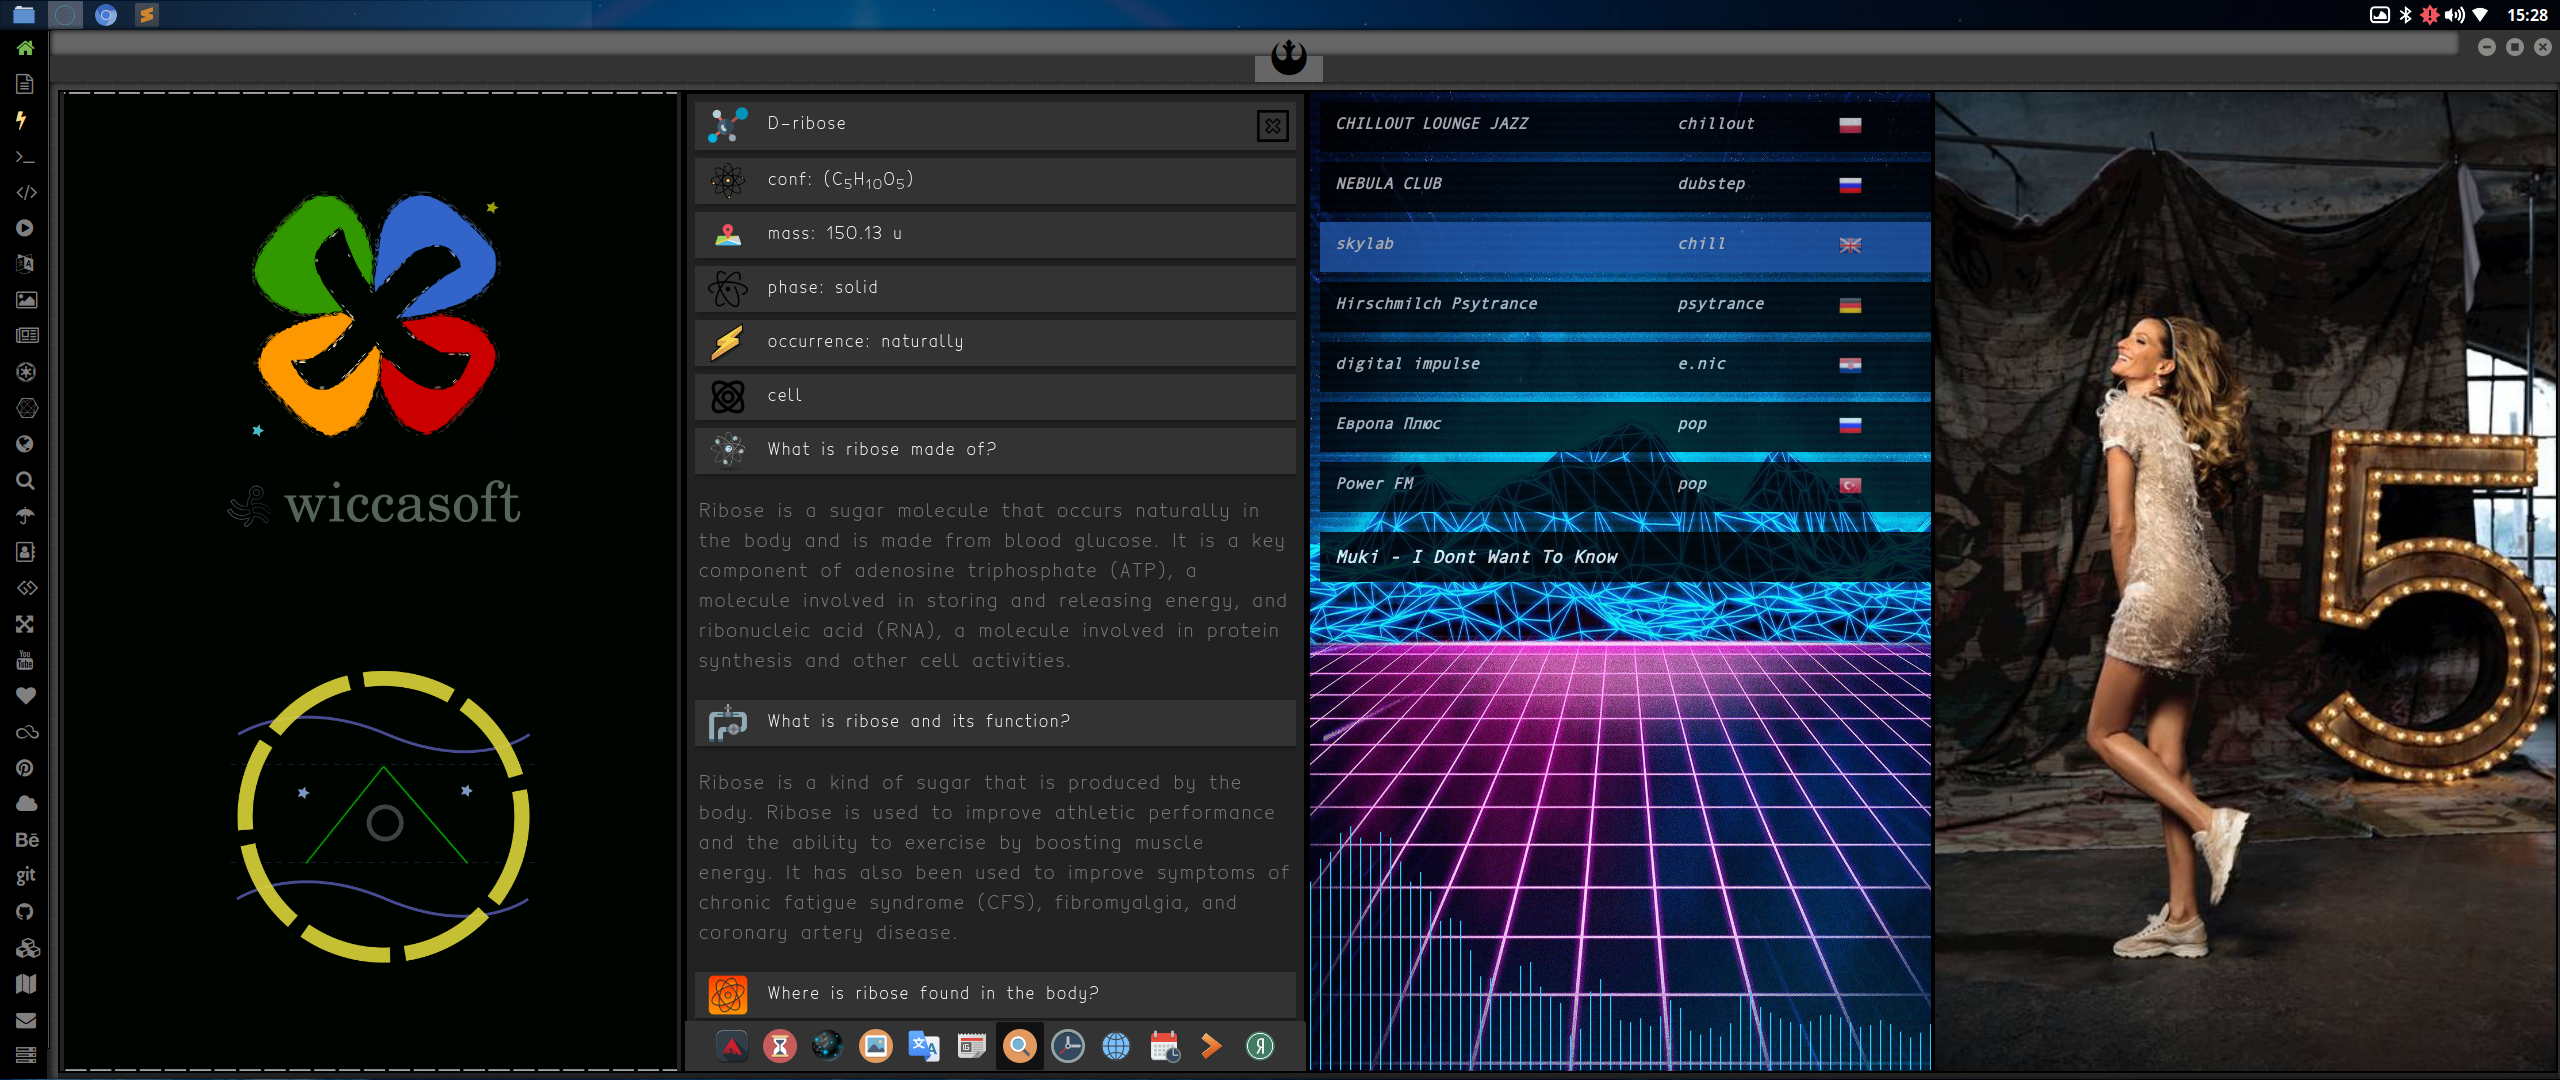 15:28
You
Tube
Bē
git
wiccasoft
D-ribose
conf: (C₅H₁₀O₅)
mass: 150.13 u
phase: solid
occurrence: naturally
cell
What is ribose made of?
Ribose is a sugar molecule that occurs naturally in
the body and is made from blood glucose. It is a key
component of adenosine triphosphate (ATP), a
molecule involved in storing and releasing energy, and
ribonucleic acid (RNA), a molecule involved in protein
synthesis and other cell activities.
What is ribose and its function?
Ribose is a kind of sugar that is produced by the
body. Ribose is used to improve athletic performance
and the ability to exercise by boosting muscle
energy. It has also been used to improve symptoms of
chronic fatigue syndrome (CFS), fibromyalgia, and
coronary artery disease.
Where is ribose found in the body?
CHILLOUT LOUNGE JAZZ chillout
NEBULA CLUB dubstep
skylab chill
Hirschmilch Psytrance psytrance
digital impulse e.nic
Европа Плюс pop
Power FM pop
Muki - I Dont Want To Know
5